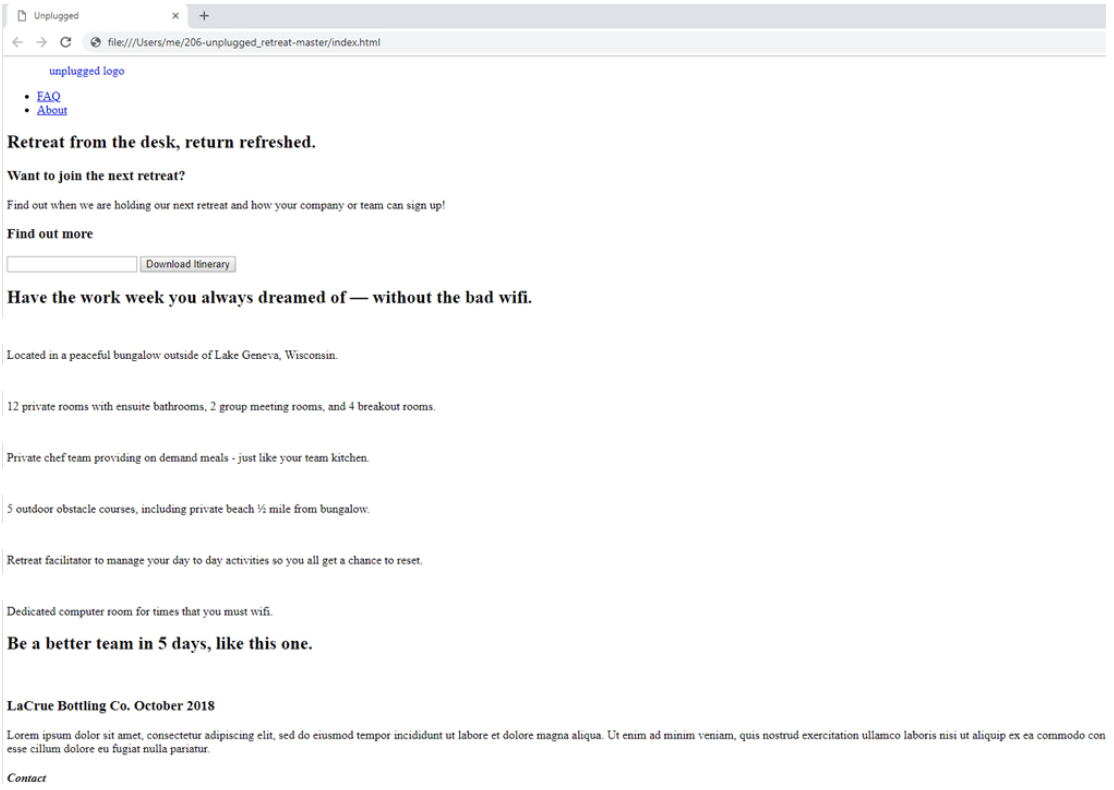 Unplugged
file:///Users/me/206-unplugged_retreat-master/index.html
unplugged logo
FAQ
About
Retreat from the desk, return refreshed.
Want to join the next retreat?
Find out when we are holding our next retreat and how your company or team can sign up!
Find out more
Download Itinerary
Have the work week you always dreamed of — without the bad wifi.
Located in a peaceful bungalow outside of Lake Geneva, Wisconsin.
12 private rooms with ensuite bathrooms, 2 group meeting rooms, and 4 breakout rooms.
Private chef team providing on demand meals - just like your team kitchen.
5 outdoor obstacle courses, including private beach ½ mile from bungalow.
Retreat facilitator to manage your day to day activities so you all get a chance to reset.
Dedicated computer room for times that you must wifi.
Be a better team in 5 days, like this one.
LaCrue Bottling Co. October 2018
Lorem ipsum dolor sit amet, consectetur adipiscing elit, sed do eiusmod tempor incididunt ut labore et dolore magna aliqua. Ut enim ad minim veniam, quis nostrud exercitation ullamco laboris nisi ut aliquip ex ea commodo con
esse cillum dolore eu fugiat nulla pariatur.
Contact